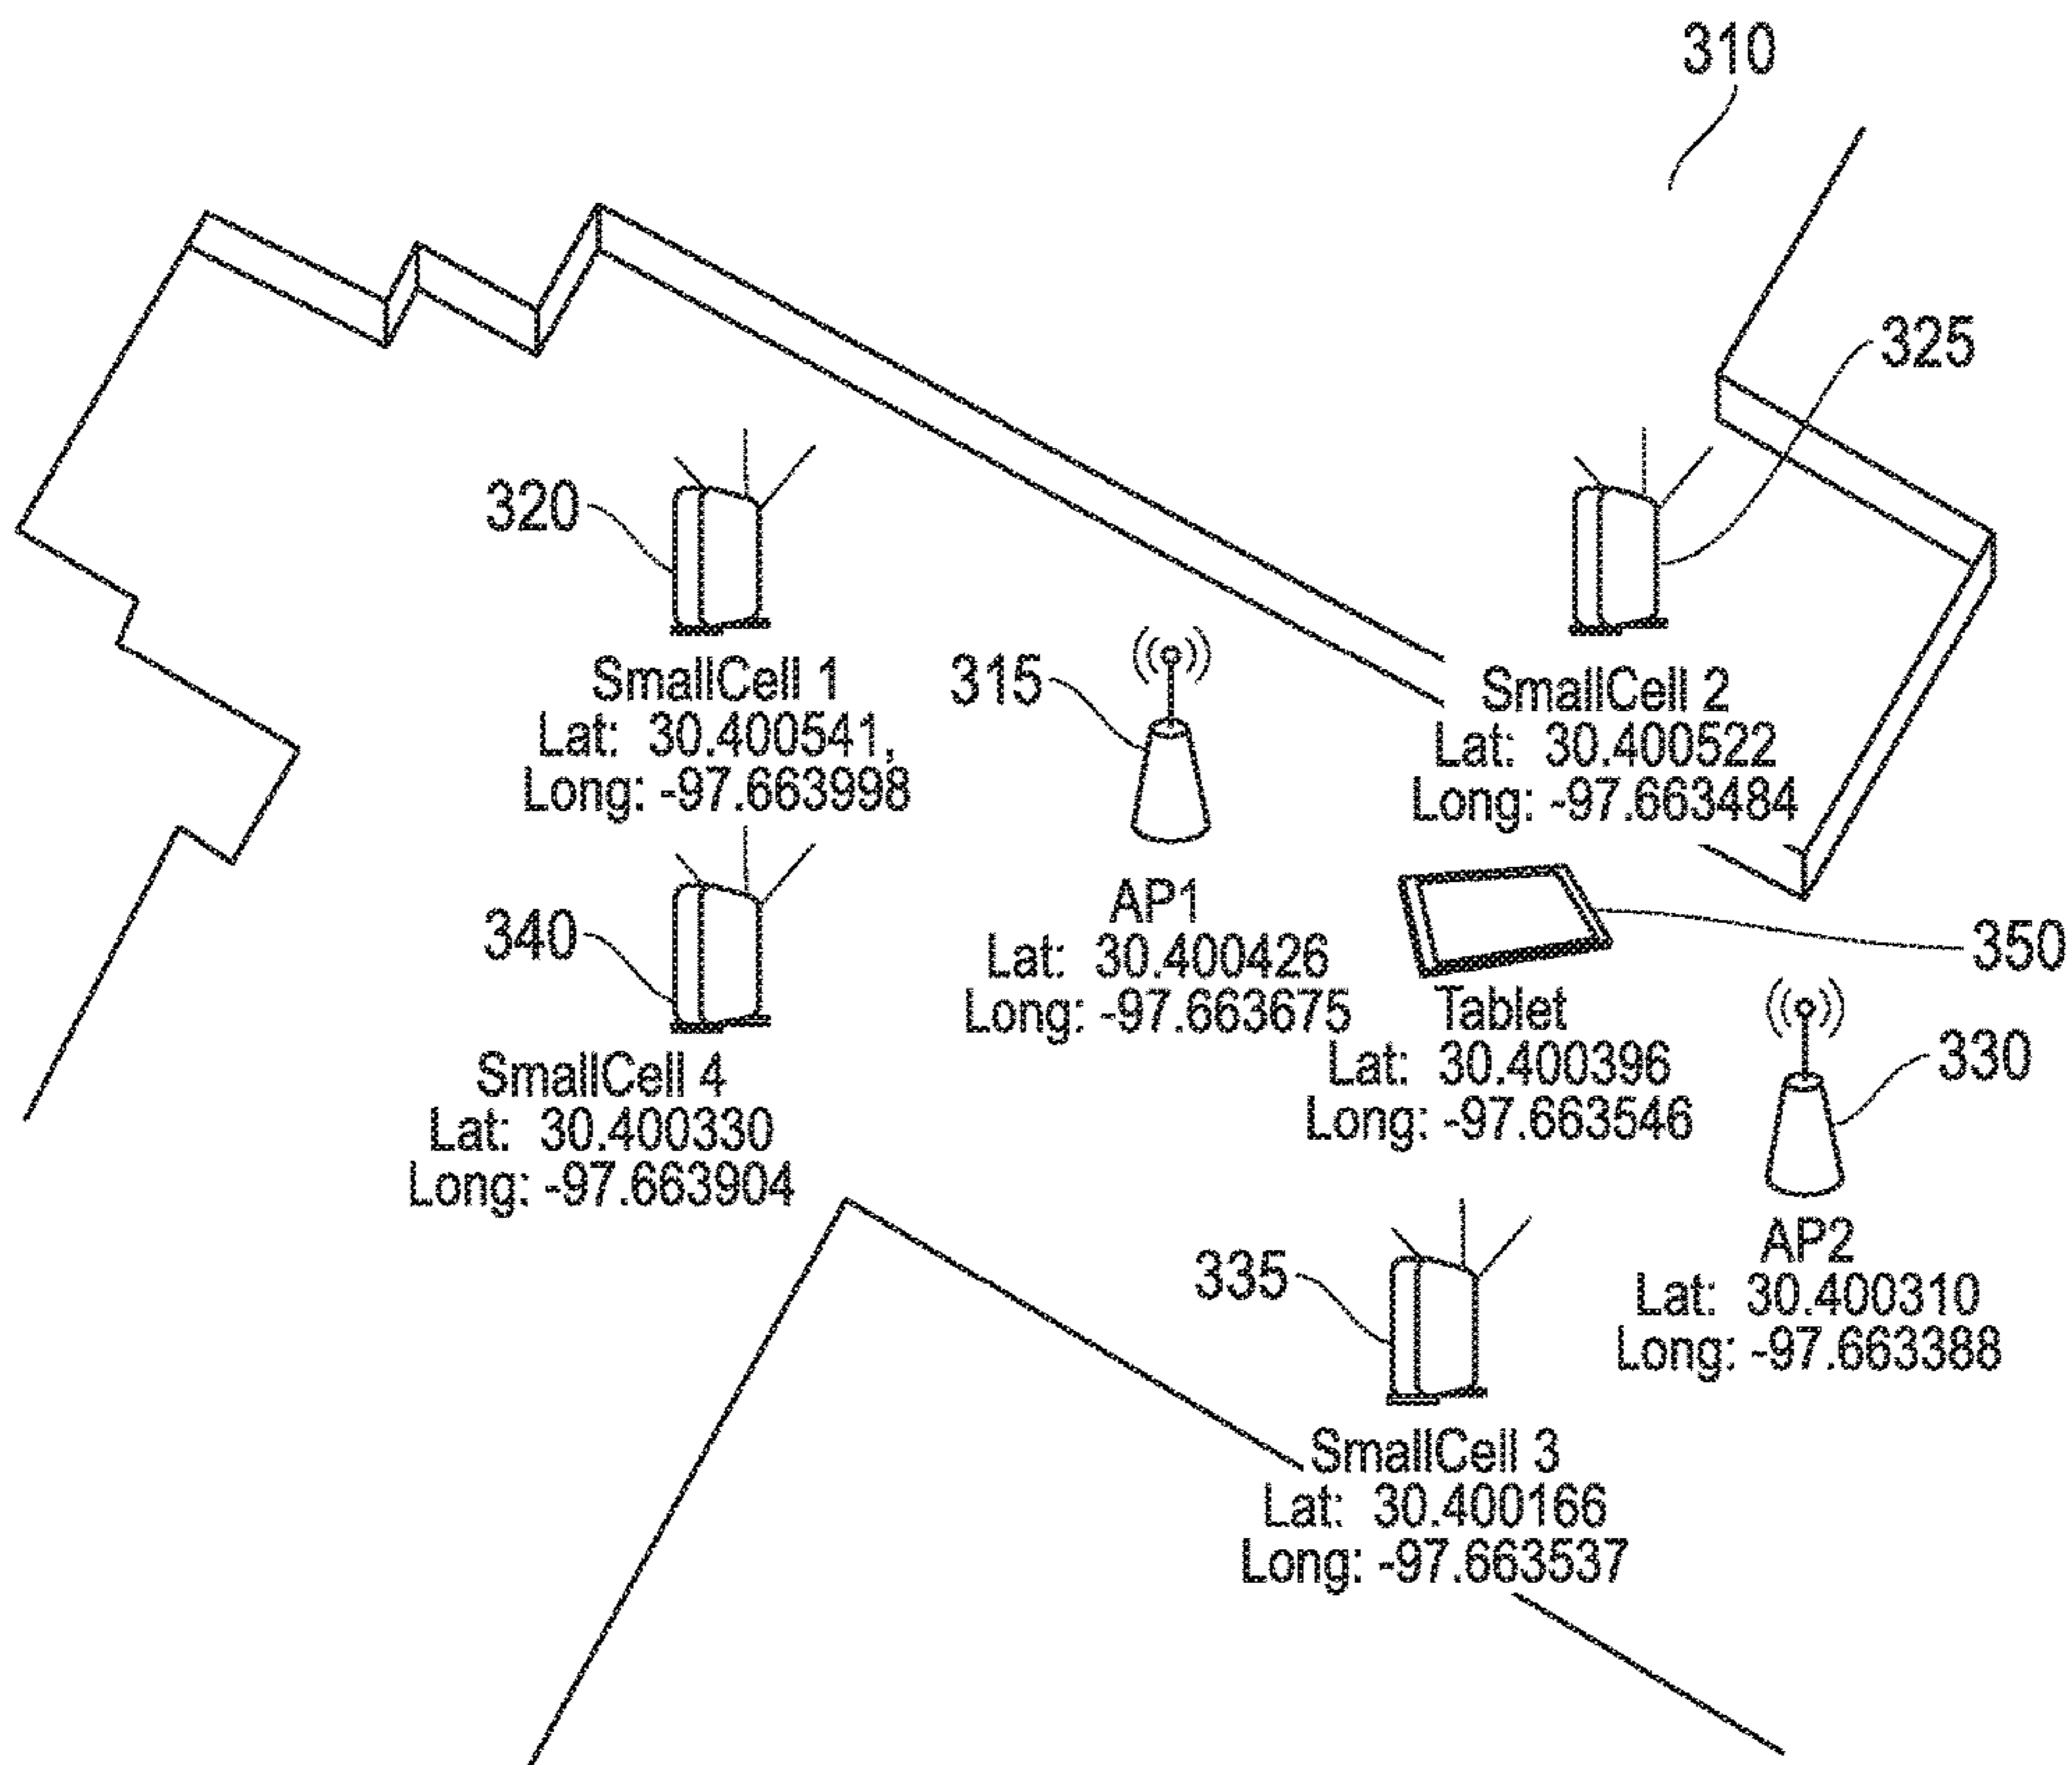 310
325
320
SmallCell 1
Lat: 30.400541,
Long: -97.663998
315
SmallCell 2
Lat: 30.400522
Long: -97.663484
AP1
Lat: 30.400426
Long: -97.663675
340
SmallCell 4
Lat: 30.400330
Long: -97.663904
350
Tablet
Lat: 30.400396
Long: -97.663546
330
AP2
Lat: 30.400310
Long: -97.663388
335
SmallCell 3
Lat: 30.400166
Long: -97.663537